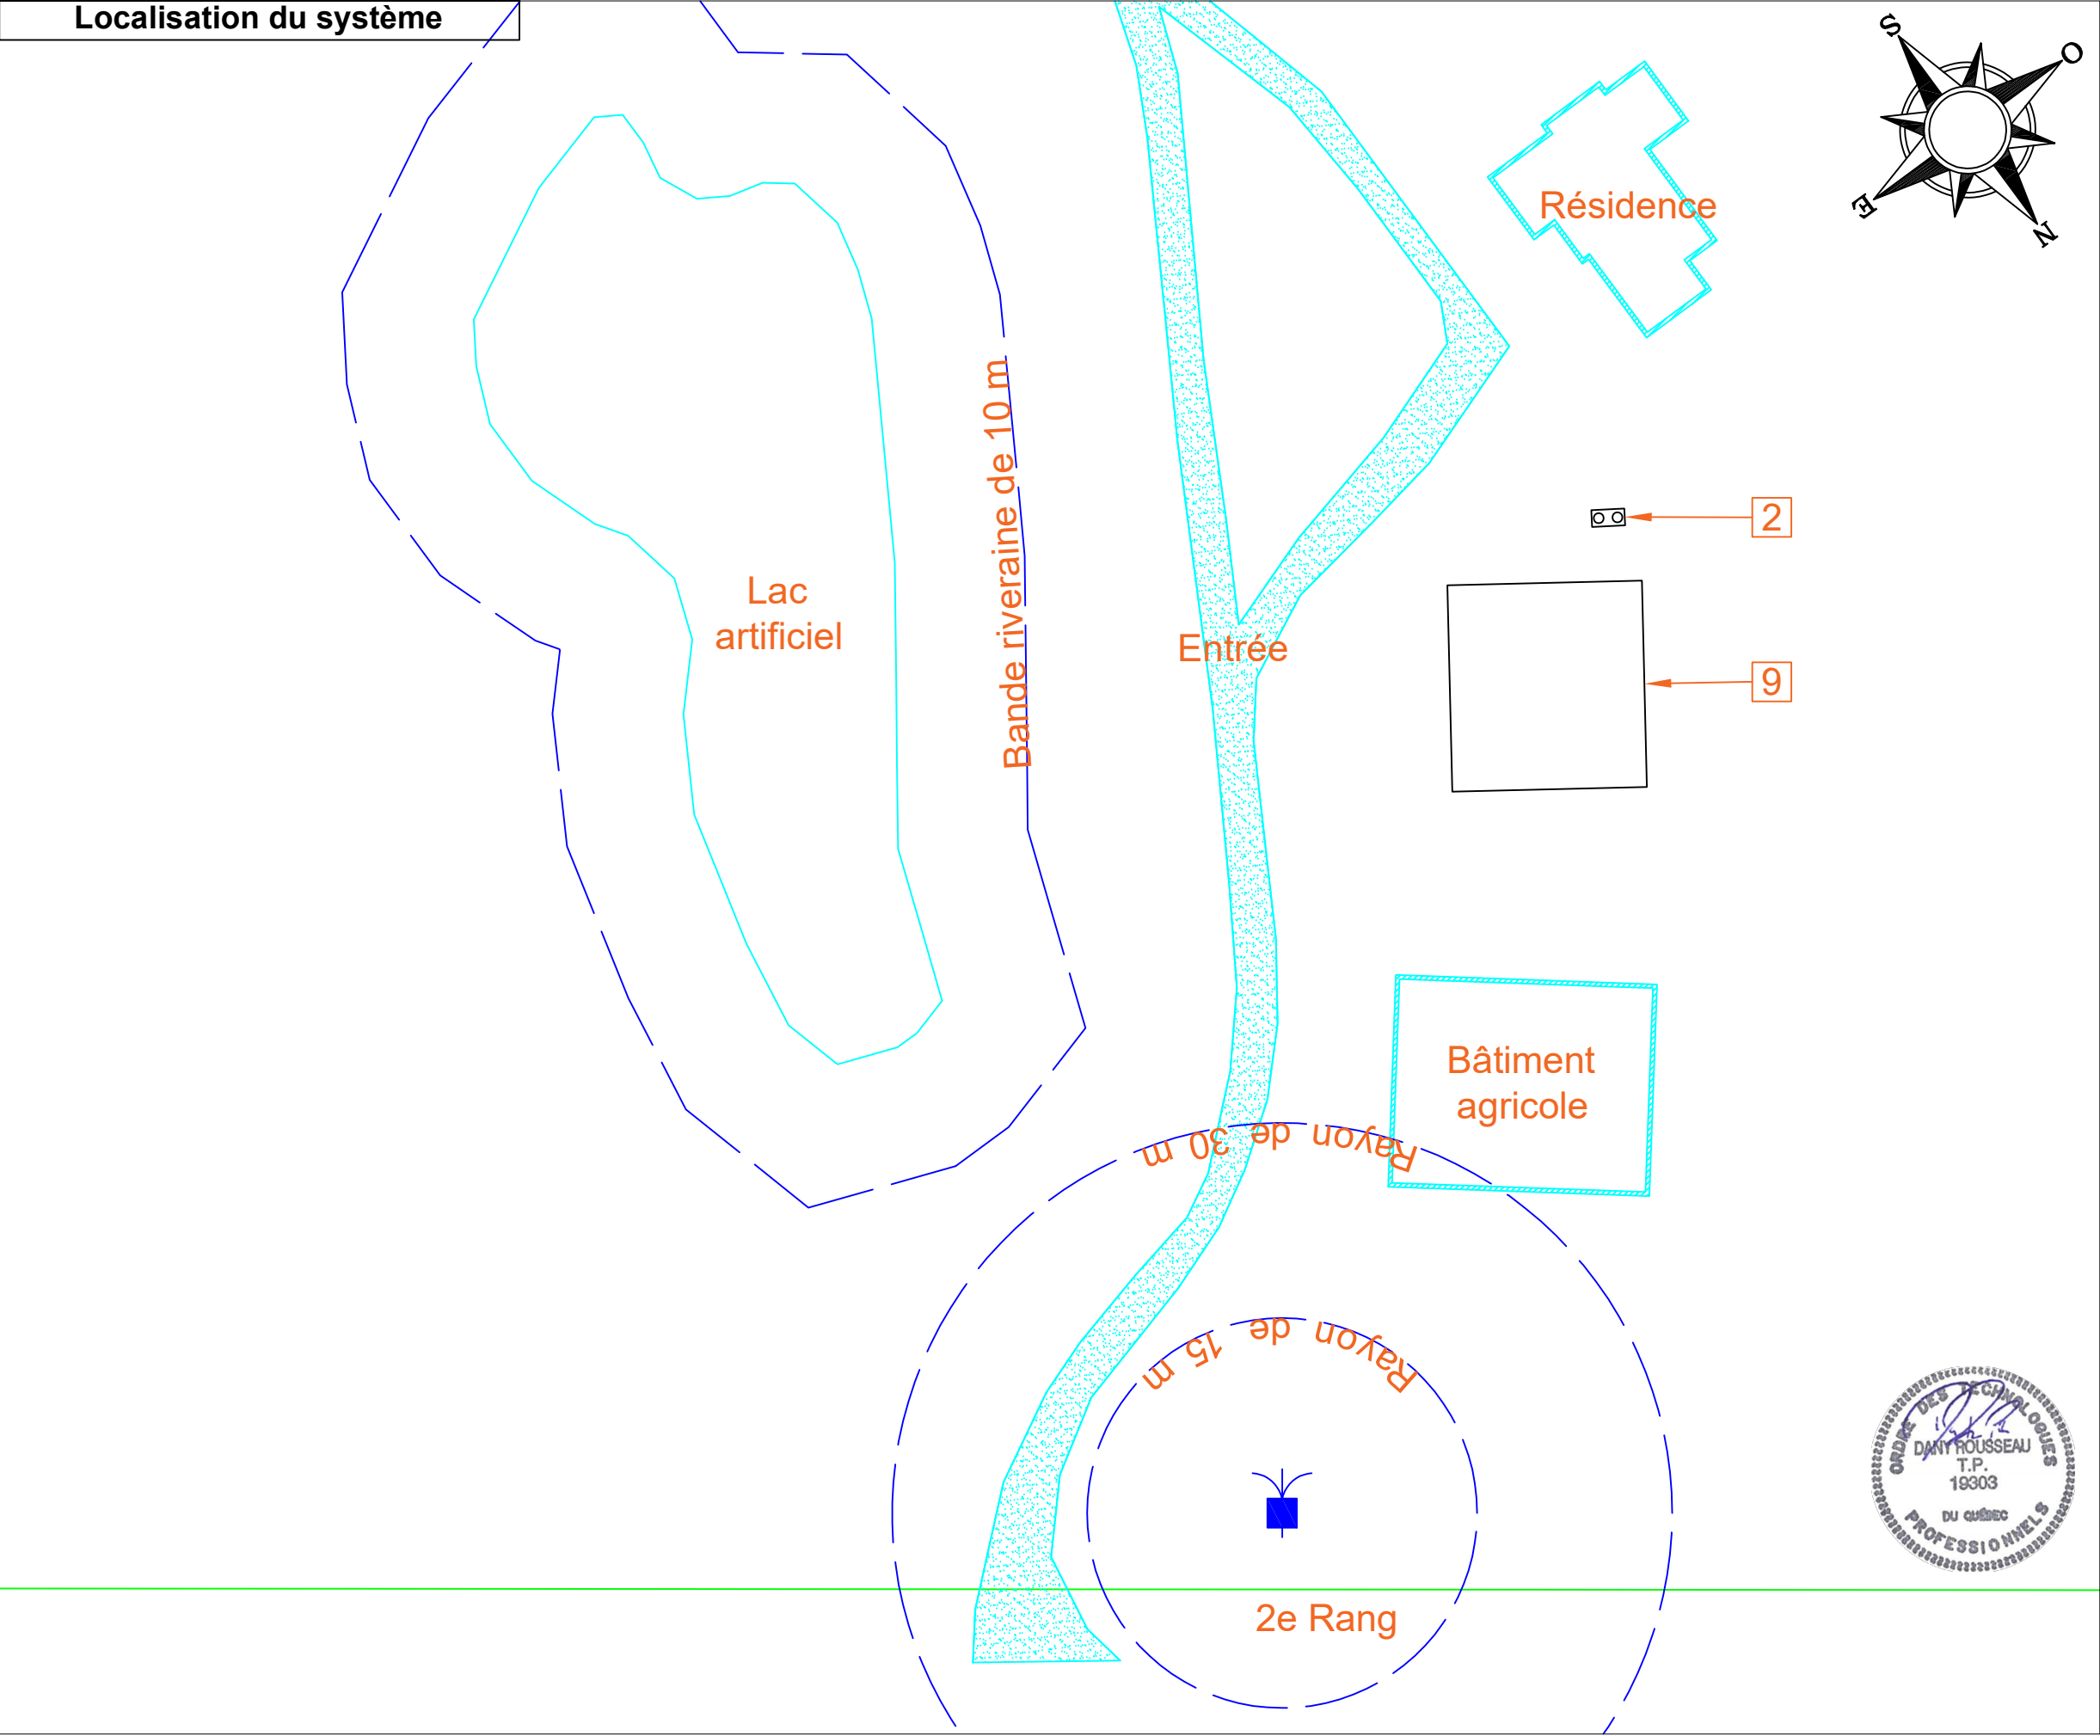 Localisation du système
S
O
E
N
Résidence
Bande riveraine de 10 m
2
Lac
artificiel
Entrée
9
Bâtiment
agricole
Rayon de 30 m
Rayon de 15 m
ORDRE DES TECHNOLOGUES
DANY ROUSSEAU
T.P.
19303
DU QUÉBEC
PROFESSIONNELS
2e Rang